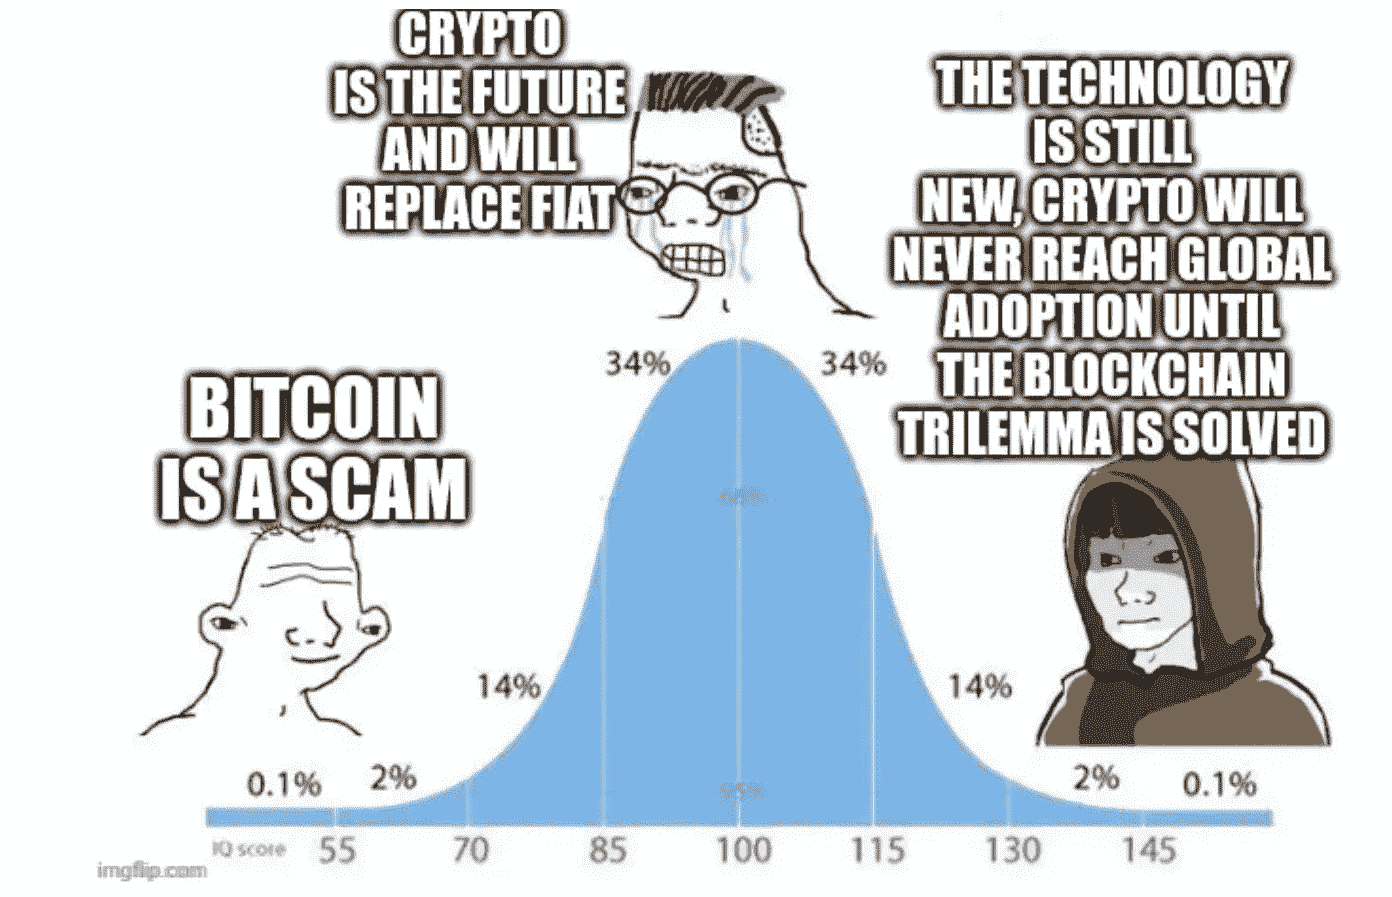 CRYPTO
IS THE FUTURE
AND WILL
REPLACE FIAT
THE TECHNOLOGY
IS STILL
NEW, CRYPTO WILL
NEVER REACH GLOBAL
ADOPTION UNTIL
THE BLOCKCHAIN
TRILEMMA IS SOLVED
BITCOIN
IS A SCAM
34% 34%
14% 14%
0.1% 2% 95% 2% 0.1%
IQ score 55 70 85 100 115 130 145
imgflip.com